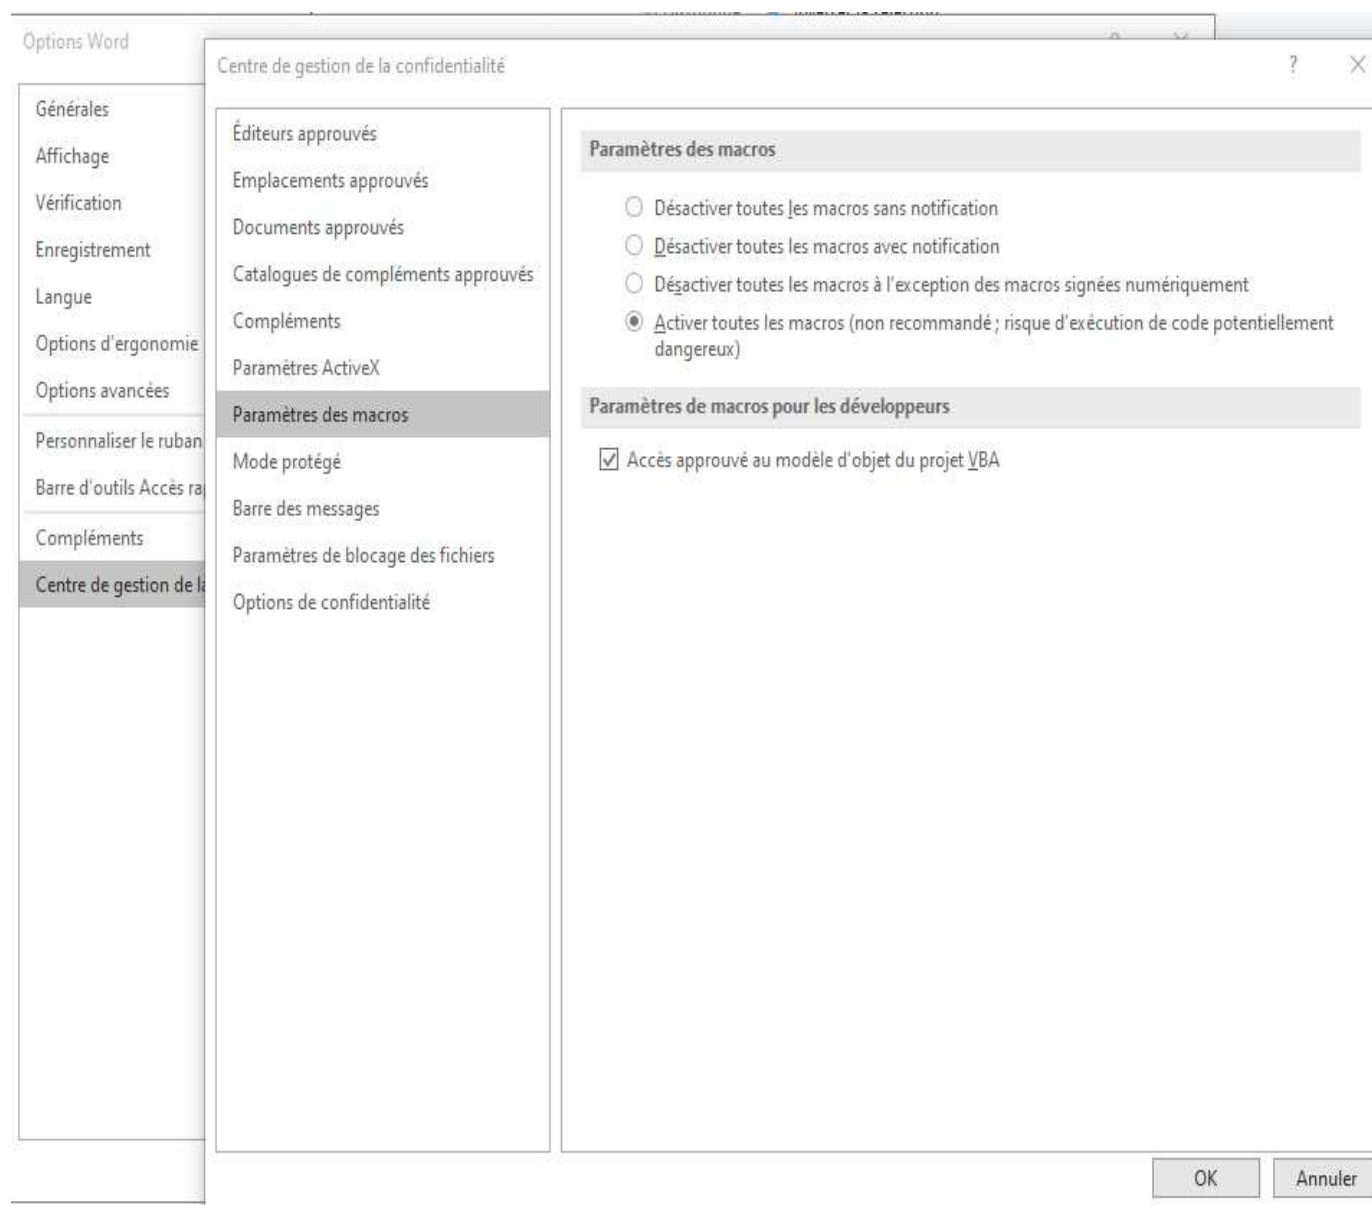 Options Word
Centre de gestion de la confidentialité
?
Générales
Affichage
Vérification
Enregistrement
Langue
Options d'ergonomie
Options avancées
Personnaliser le ruban
Barre d'outils Accès ra
Compléments
Centre de gestion de la
Éditeurs approuvés
Emplacements approuvés
Documents approuvés
Catalogues de compléments approuvés
Compléments
Paramètres ActiveX
Paramètres des macros
Mode protégé
Barre des messages
Paramètres de blocage des fichiers
Options de confidentialité
Paramètres des macros
Désactiver toutes les macros sans notification
Désactiver toutes les macros avec notification
Désactiver toutes les macros à l'exception des macros signées numériquement
Activer toutes les macros (non recommandé ; risque d'exécution de code potentiellement
dangereux)
Paramètres de macros pour les développeurs
Accès approuvé au modèle d'objet du projet VBA
OK
Annuler